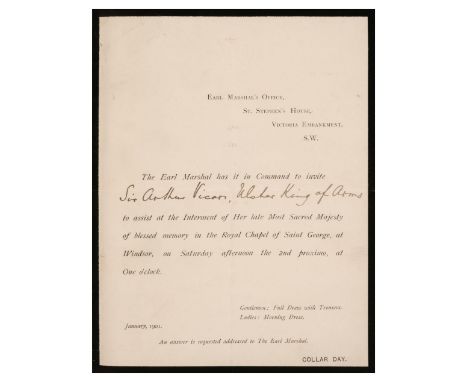 Earl Marshal's Office,
St. Stephen's House,
Victoria Embankment,
S.W.
The Earl Marshal has it in Command to invite
Sir Arthur Vicars, Ulster King of Arms
to assist at the Interment of Her late Most Sacred Majesty
of blessed memory in the Royal Chapel of Saint George, at
Windsor, on Saturday afternoon the 2nd proximo, at
One o'clock.
Gentlemen: Full Dress with Trousers.
Ladies: Morning Dress.
January, 1901.
An answer is requested addressed to The Earl Marshal.
COLLAR DAY.